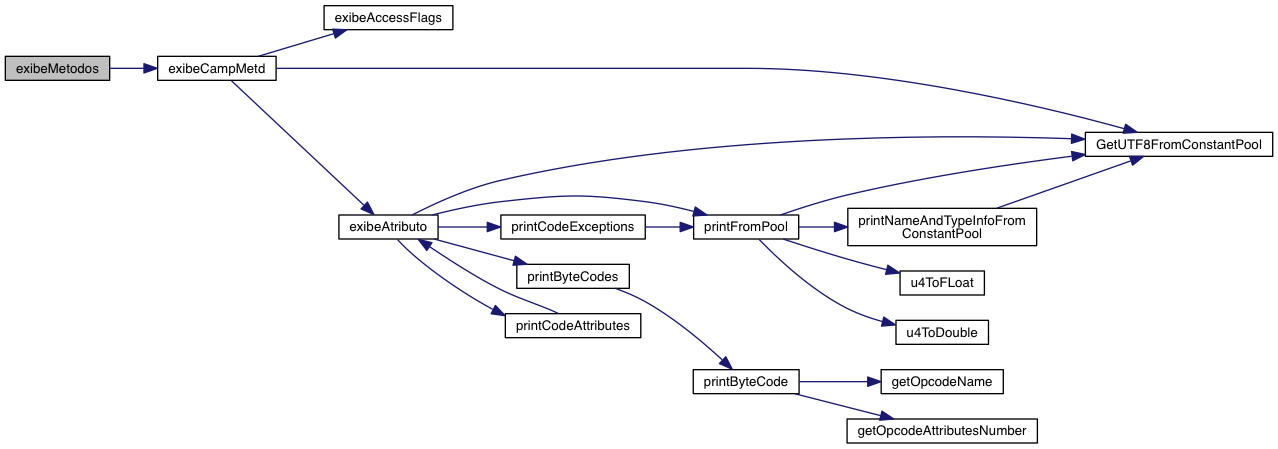 exibeMetodos
exibeCampMetd
exibeAccessFlags
GetUTF8FromConstantPool
exibeAtributo
printCodeExceptions
printFromPool
printNameAndTypeInfoFrom
ConstantPool
printByteCodes
u4ToFLoat
printCodeAttributes
u4ToDouble
printByteCode
getOpcodeName
getOpcodeAttributesNumber